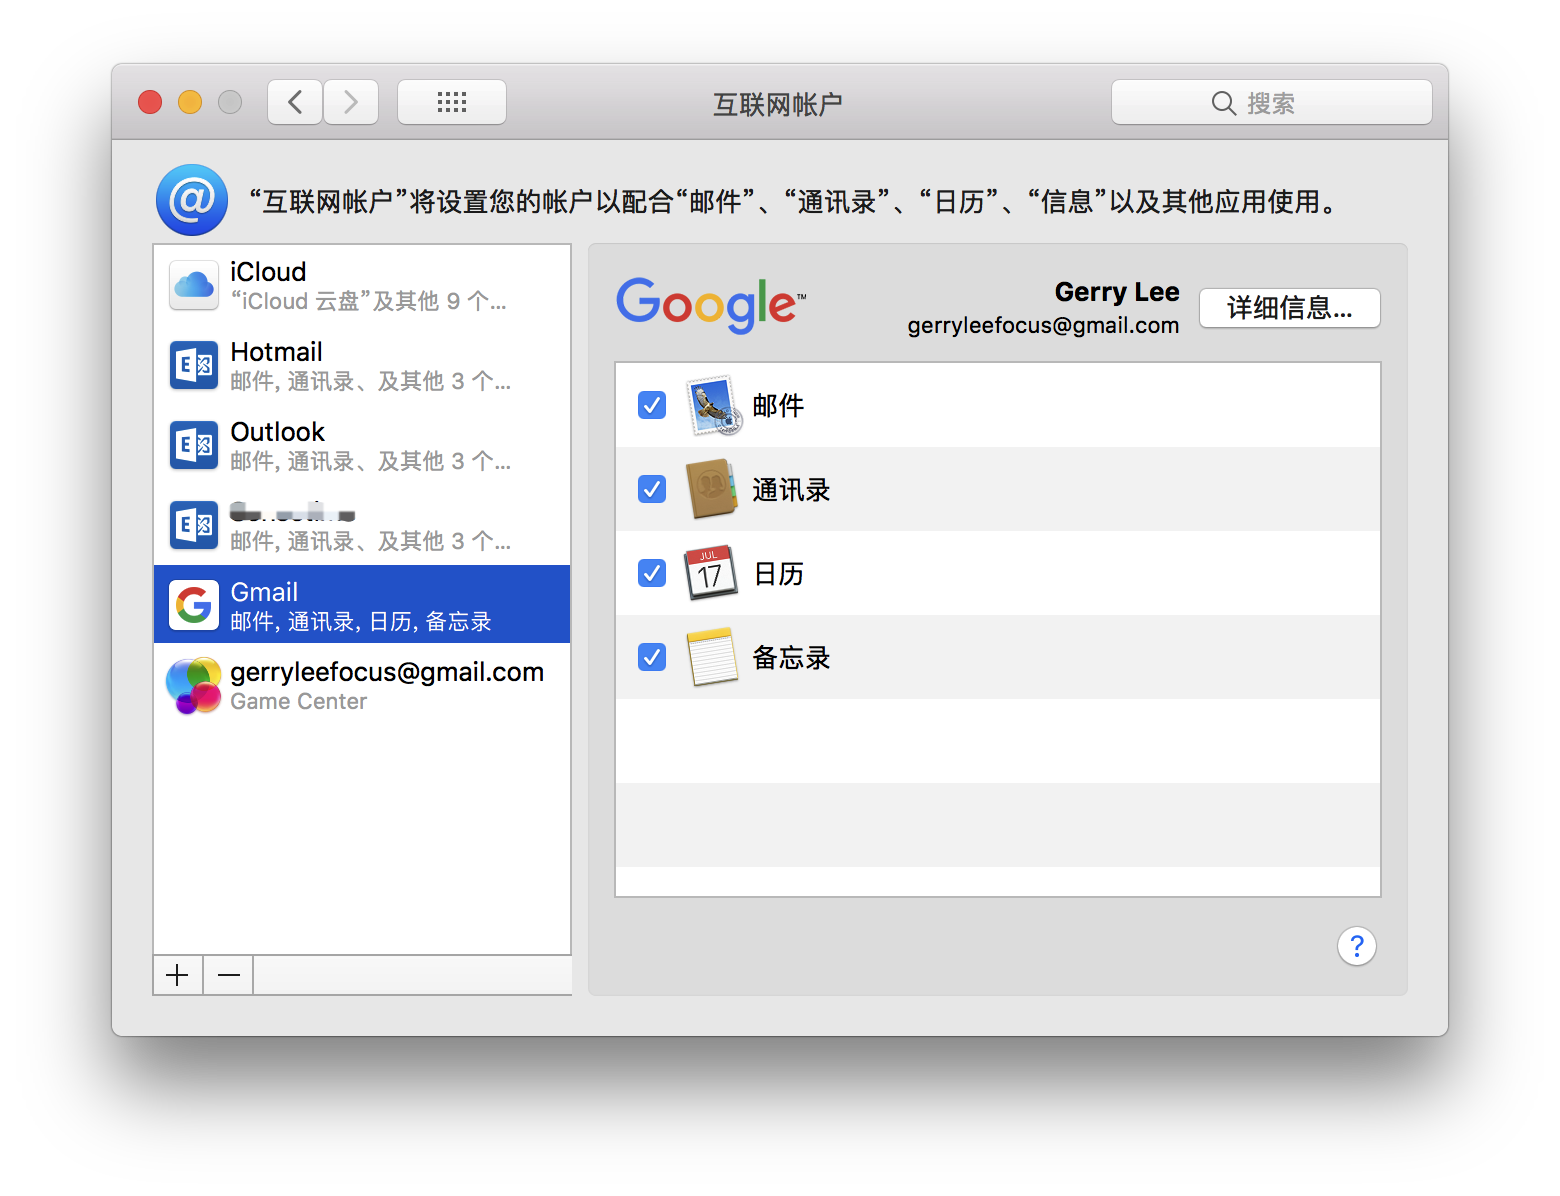 互联网帐户
搜索
“互联网帐户”将设置您的帐户以配合“邮件”、“通讯录”、“日历”、“信息”以及其他应用使用。
iCloud
“iCloud 云盘”及其他 9 个...
Hotmail
邮件, 通讯录、及其他 3 个...
Outlook
邮件, 通讯录、及其他 3 个...
邮件, 通讯录、及其他 3 个...
Gmail
邮件, 通讯录, 日历, 备忘录
gerryleefocus@gmail.com
Game Center
Google™
Gerry Lee
gerryleefocus@gmail.com
详细信息...
邮件
通讯录
JUL
17
日历
备忘录
?